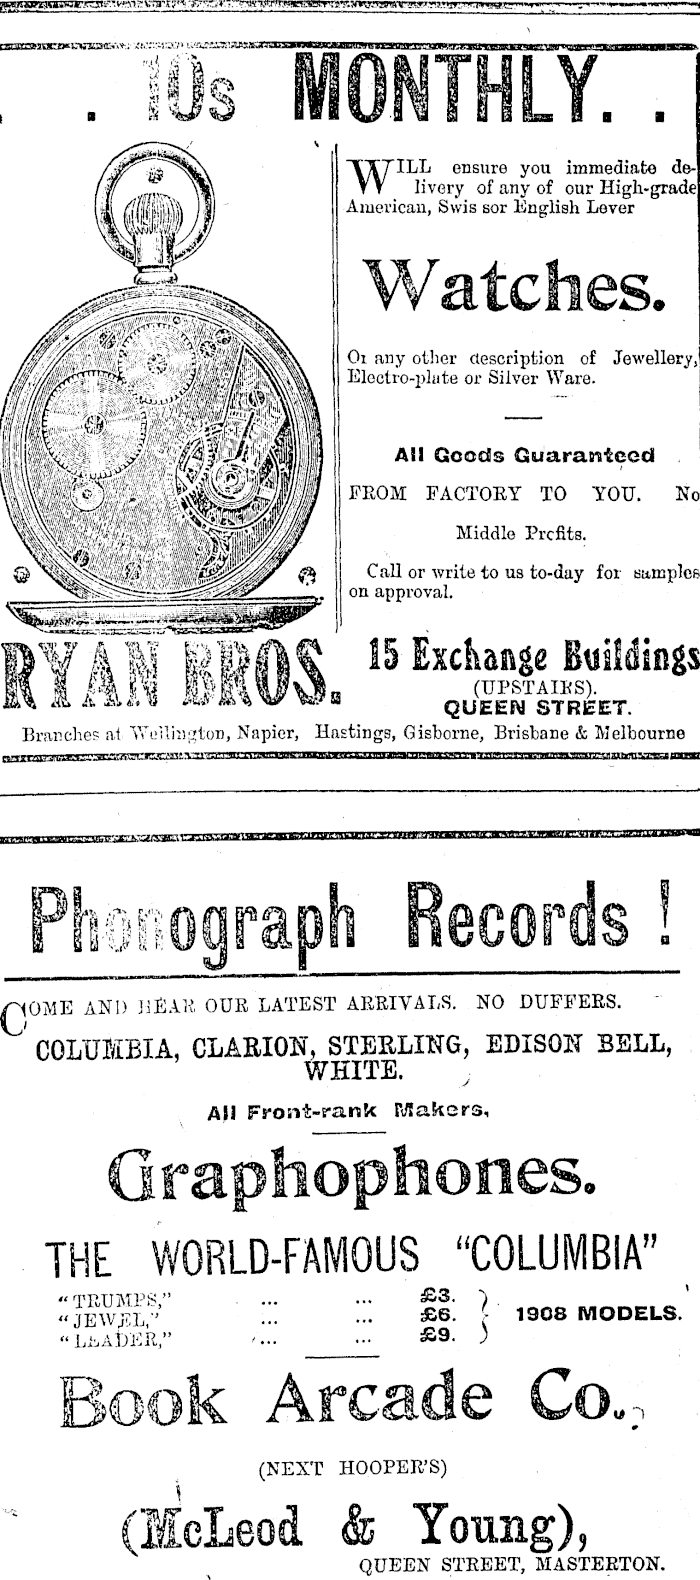 . . 10s MONTHLY. . .
WILL ensure you immediate de-
livery of any of our High-grade
American, Swis sor English Lever
Watches.
Or any other description of Jewellery,
Electro-plate or Silver Ware.
All Goods Guaranteed
FROM FACTORY TO YOU. No
Middle Profits.
Call or write to us to-day for samples
on approval.
RYAN BROS.
15 Exchange Buildings
(UPSTAIRS).
QUEEN STREET.
Branches at Wellington, Napier, Hastings, Gisborne, Brisbane & Melbourne
Phonograph Records !
COME AND HEAR OUR LATEST ARRIVALS. NO DUFFERS.
COLUMBIA, CLARION, STERLING, EDISON BELL,
WHITE.
All Front-rank Makers,
Graphophones.
THE WORLD-FAMOUS "COLUMBIA"
"TRUMPS," ... ... £3.
"JEWEL," ... ... £6. } 1908 MODELS.
"LEADER," ... ... £9.
Book Arcade Co.,
(NEXT HOOPER'S)
(McLeod & Young),
QUEEN STREET, MASTERTON.